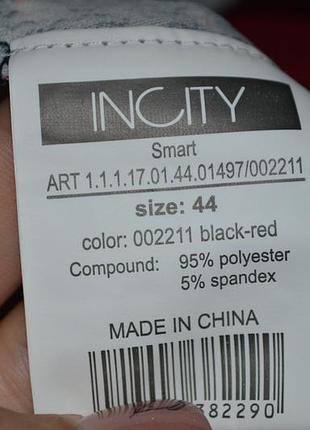 INCITY
Smart
ART 1.1.1.17.01.44.01497/002211
size: 44
color: 002211 black-red
Compound: 95% polyester
5% spandex
MADE IN CHINA
382290